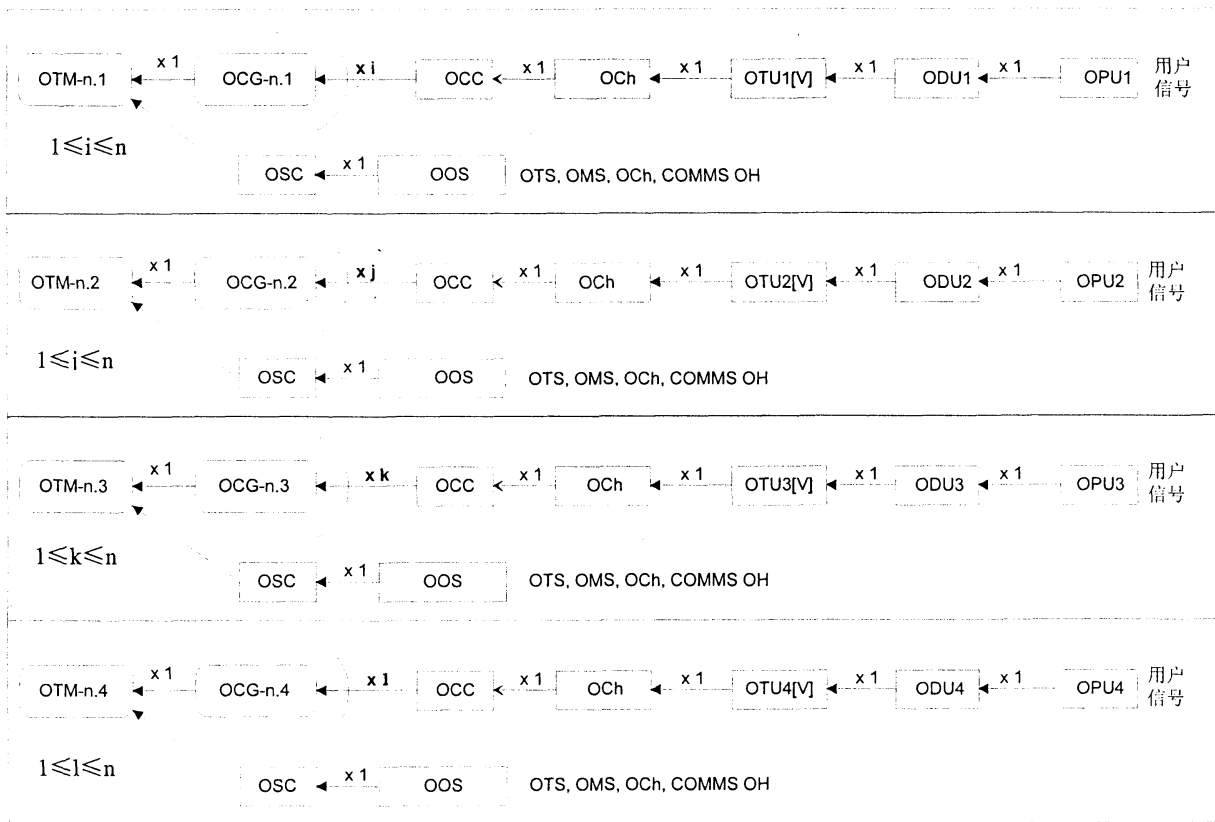 OTM-n.1 x 1 OCG-n.1 x i OCC x 1 OCh x 1 OTU1[V] x 1 ODU1 x 1 OPU1 用户
信号
1≤i≤n
OSC x 1 OOS OTS, OMS, OCh, COMMS OH
OTM-n.2 x 1 OCG-n.2 x j OCC x 1 OCh x 1 OTU2[V] x 1 ODU2 x 1 OPU2 用户
信号
1≤j≤n
OSC x 1 OOS OTS, OMS, OCh, COMMS OH
OTM-n.3 x 1 OCG-n.3 x k OCC x 1 OCh x 1 OTU3[V] x 1 ODU3 x 1 OPU3 用户
信号
1≤k≤n
OSC x 1 OOS OTS, OMS, OCh, COMMS OH
OTM-n.4 x 1 OCG-n.4 x l OCC x 1 OCh x 1 OTU4[V] x 1 ODU4 x 1 OPU4 用户
信号
1≤l≤n
OSC x 1 OOS OTS, OMS, OCh, COMMS OH